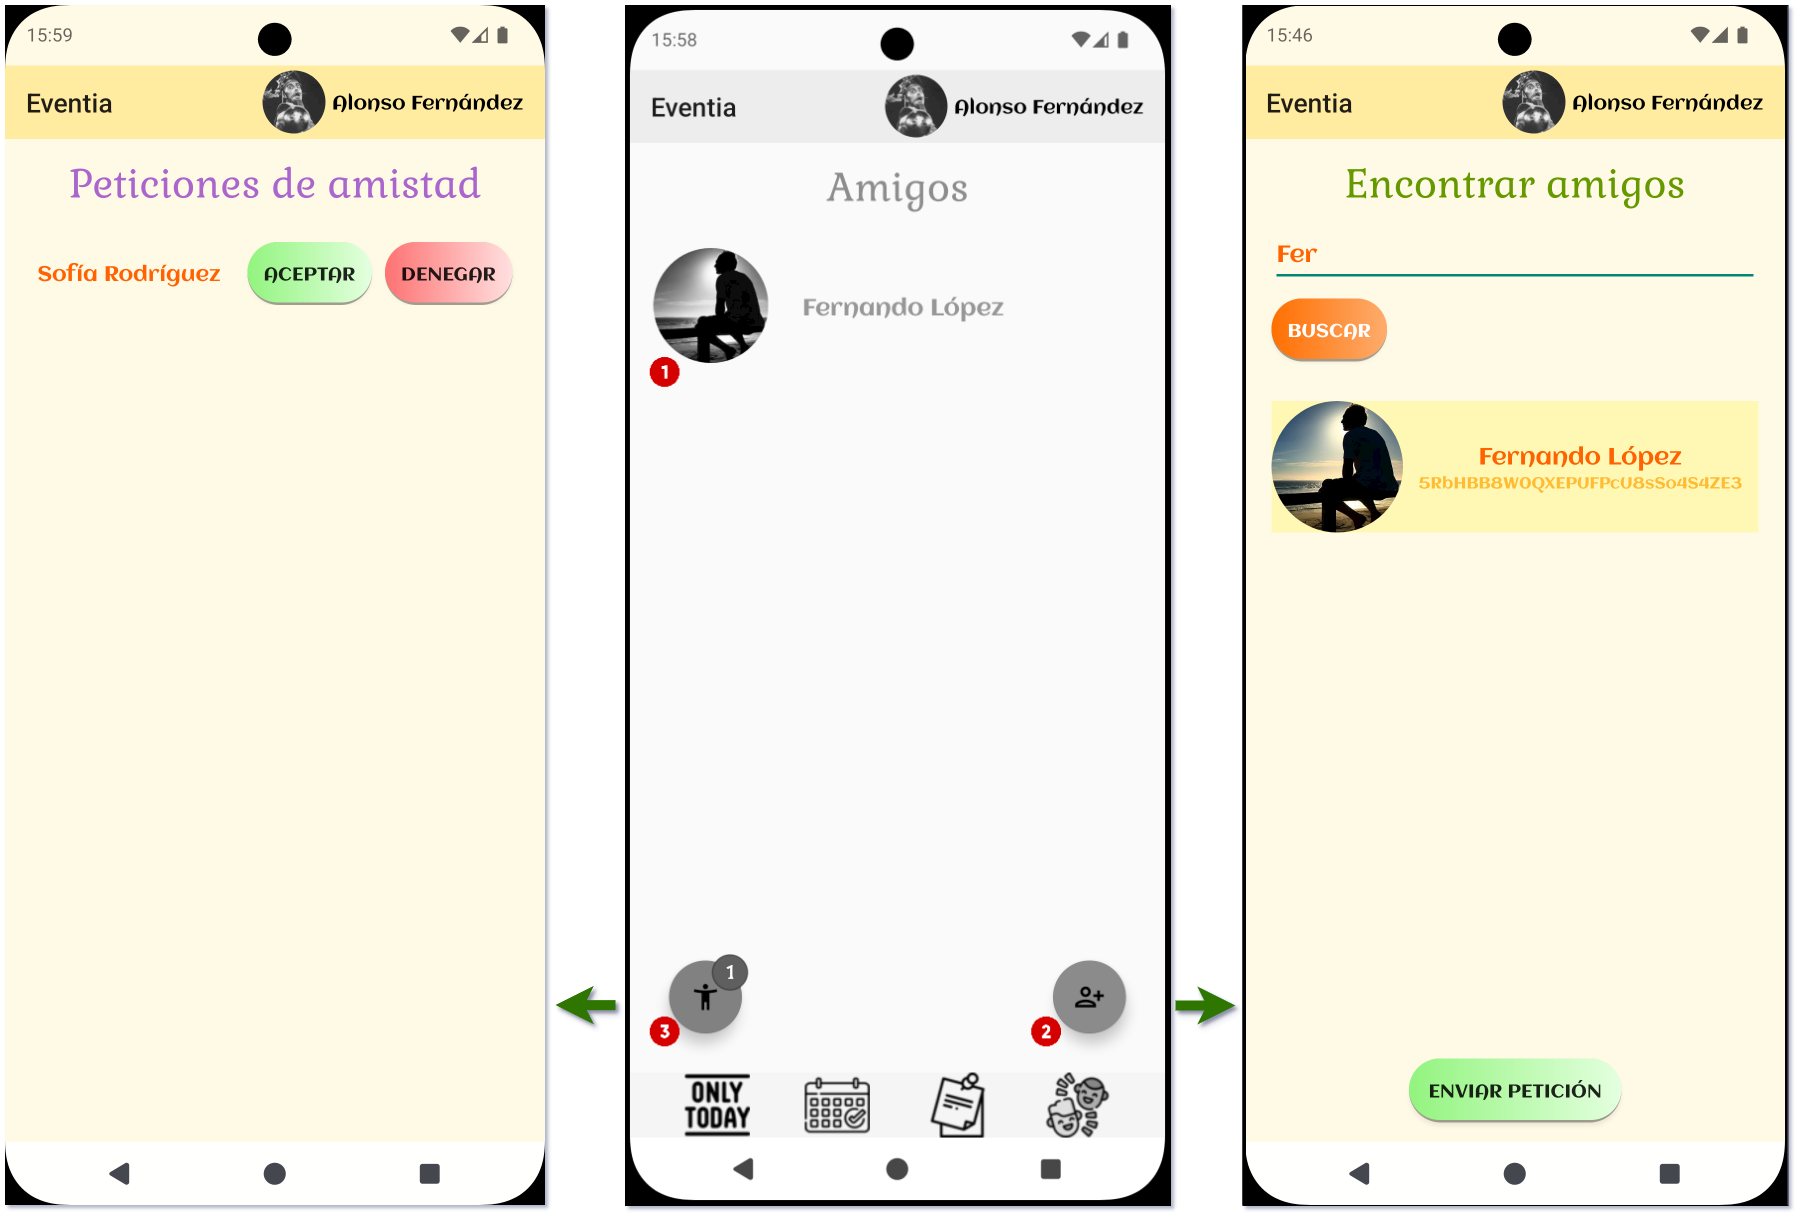 15:59
Eventia
Alonso Fernández
Peticiones de amistad
Sofía Rodríguez
ACEPTAR
DENEGAR
15:58
Eventia
Alonso Fernández
Amigos
Fernando López
1
1
3
2
ONLY
TODAY
15:46
Eventia
Alonso Fernández
Encontrar amigos
Fer
BUSCAR
Fernando López
5RbHBB8W0QXEPUFPcU8sSo4S4ZE3
ENVIAR PETICIÓN